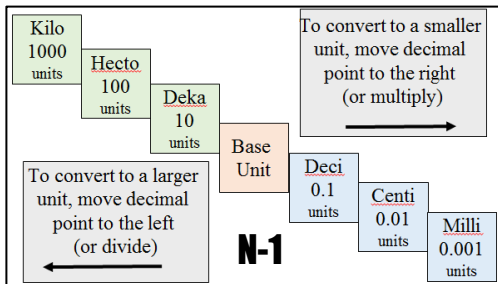 Kilo
1000
units
Hecto
100
units
Deka
10
units
Base
Unit
Deci
0.1
units
Centi
0.01
units
Milli
0.001
units
To convert to a smaller
unit, move decimal
point to the right
(or multiply)
To convert to a larger
unit, move decimal
point to the left
(or divide)
N-1